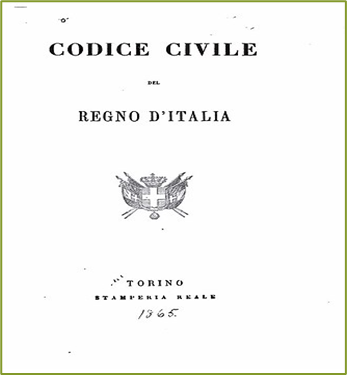 CODICE CIVILE
DEL
REGNO D'ITALIA
TORINO
STAMPERIA REALE
1865.